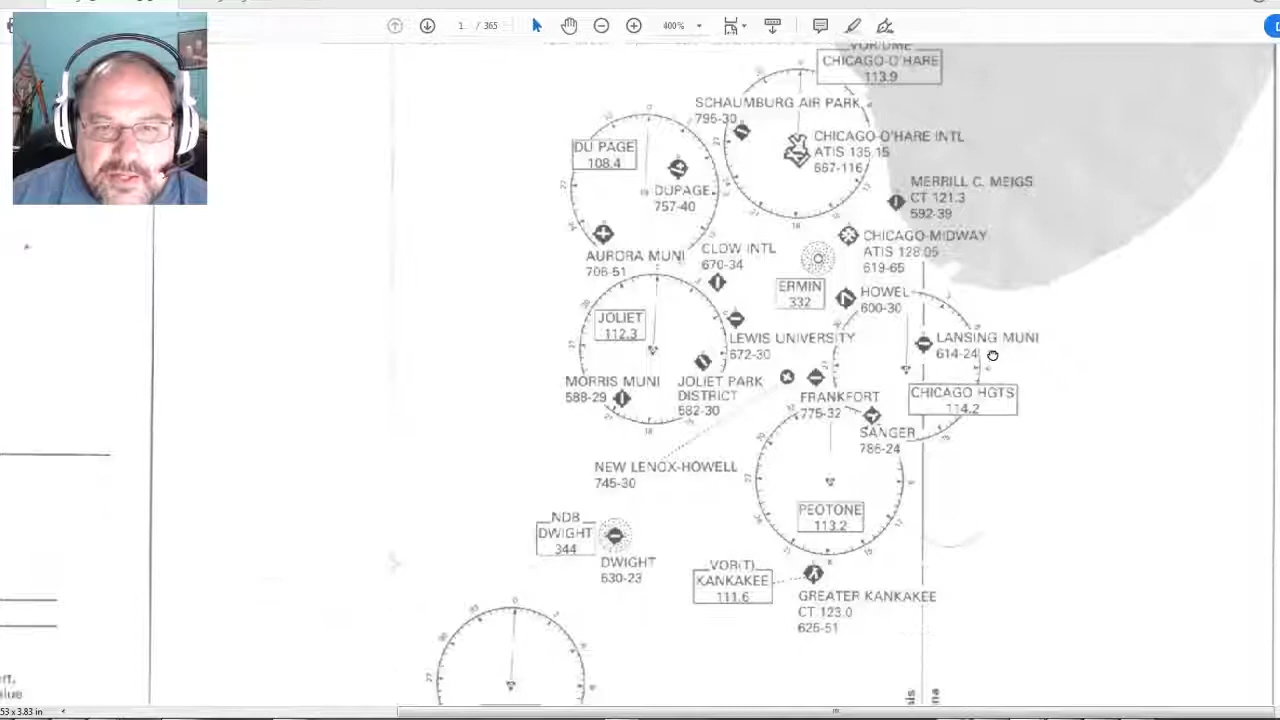 1 / 365
400%
VOR/DME
CHICAGO-O'HARE
113.9
SCHAUMBURG AIR PARK
795-30
CHICAGO-O'HARE INTL
ATIS 135.15
667-116
DU PAGE
108.4
DUPAGE
757-40
MERRILL C. MEIGS
CT 121.3
592-39
AURORA MUNI
706-51
CLOW INTL
670-34
CHICAGO-MIDWAY
ATIS 128.05
619-65
ERMIN
332
HOWEL
600-30
JOLIET
112.3
LEWIS UNIVERSITY
672-30
LANSING MUNI
614-24
MORRIS MUNI
588-29
JOLIET PARK
DISTRICT
582-30
FRANKFORT
775-32
CHICAGO HGTS
114.2
SANGER
786-24
NEW LENOX-HOWELL
745-30
PEOTONE
113.2
NDB
DWIGHT
344
DWIGHT
630-23
VOR(T)
KANKAKEE
111.6
GREATER KANKAKEE
CT 123.0
625-51
53 x 3.83 in